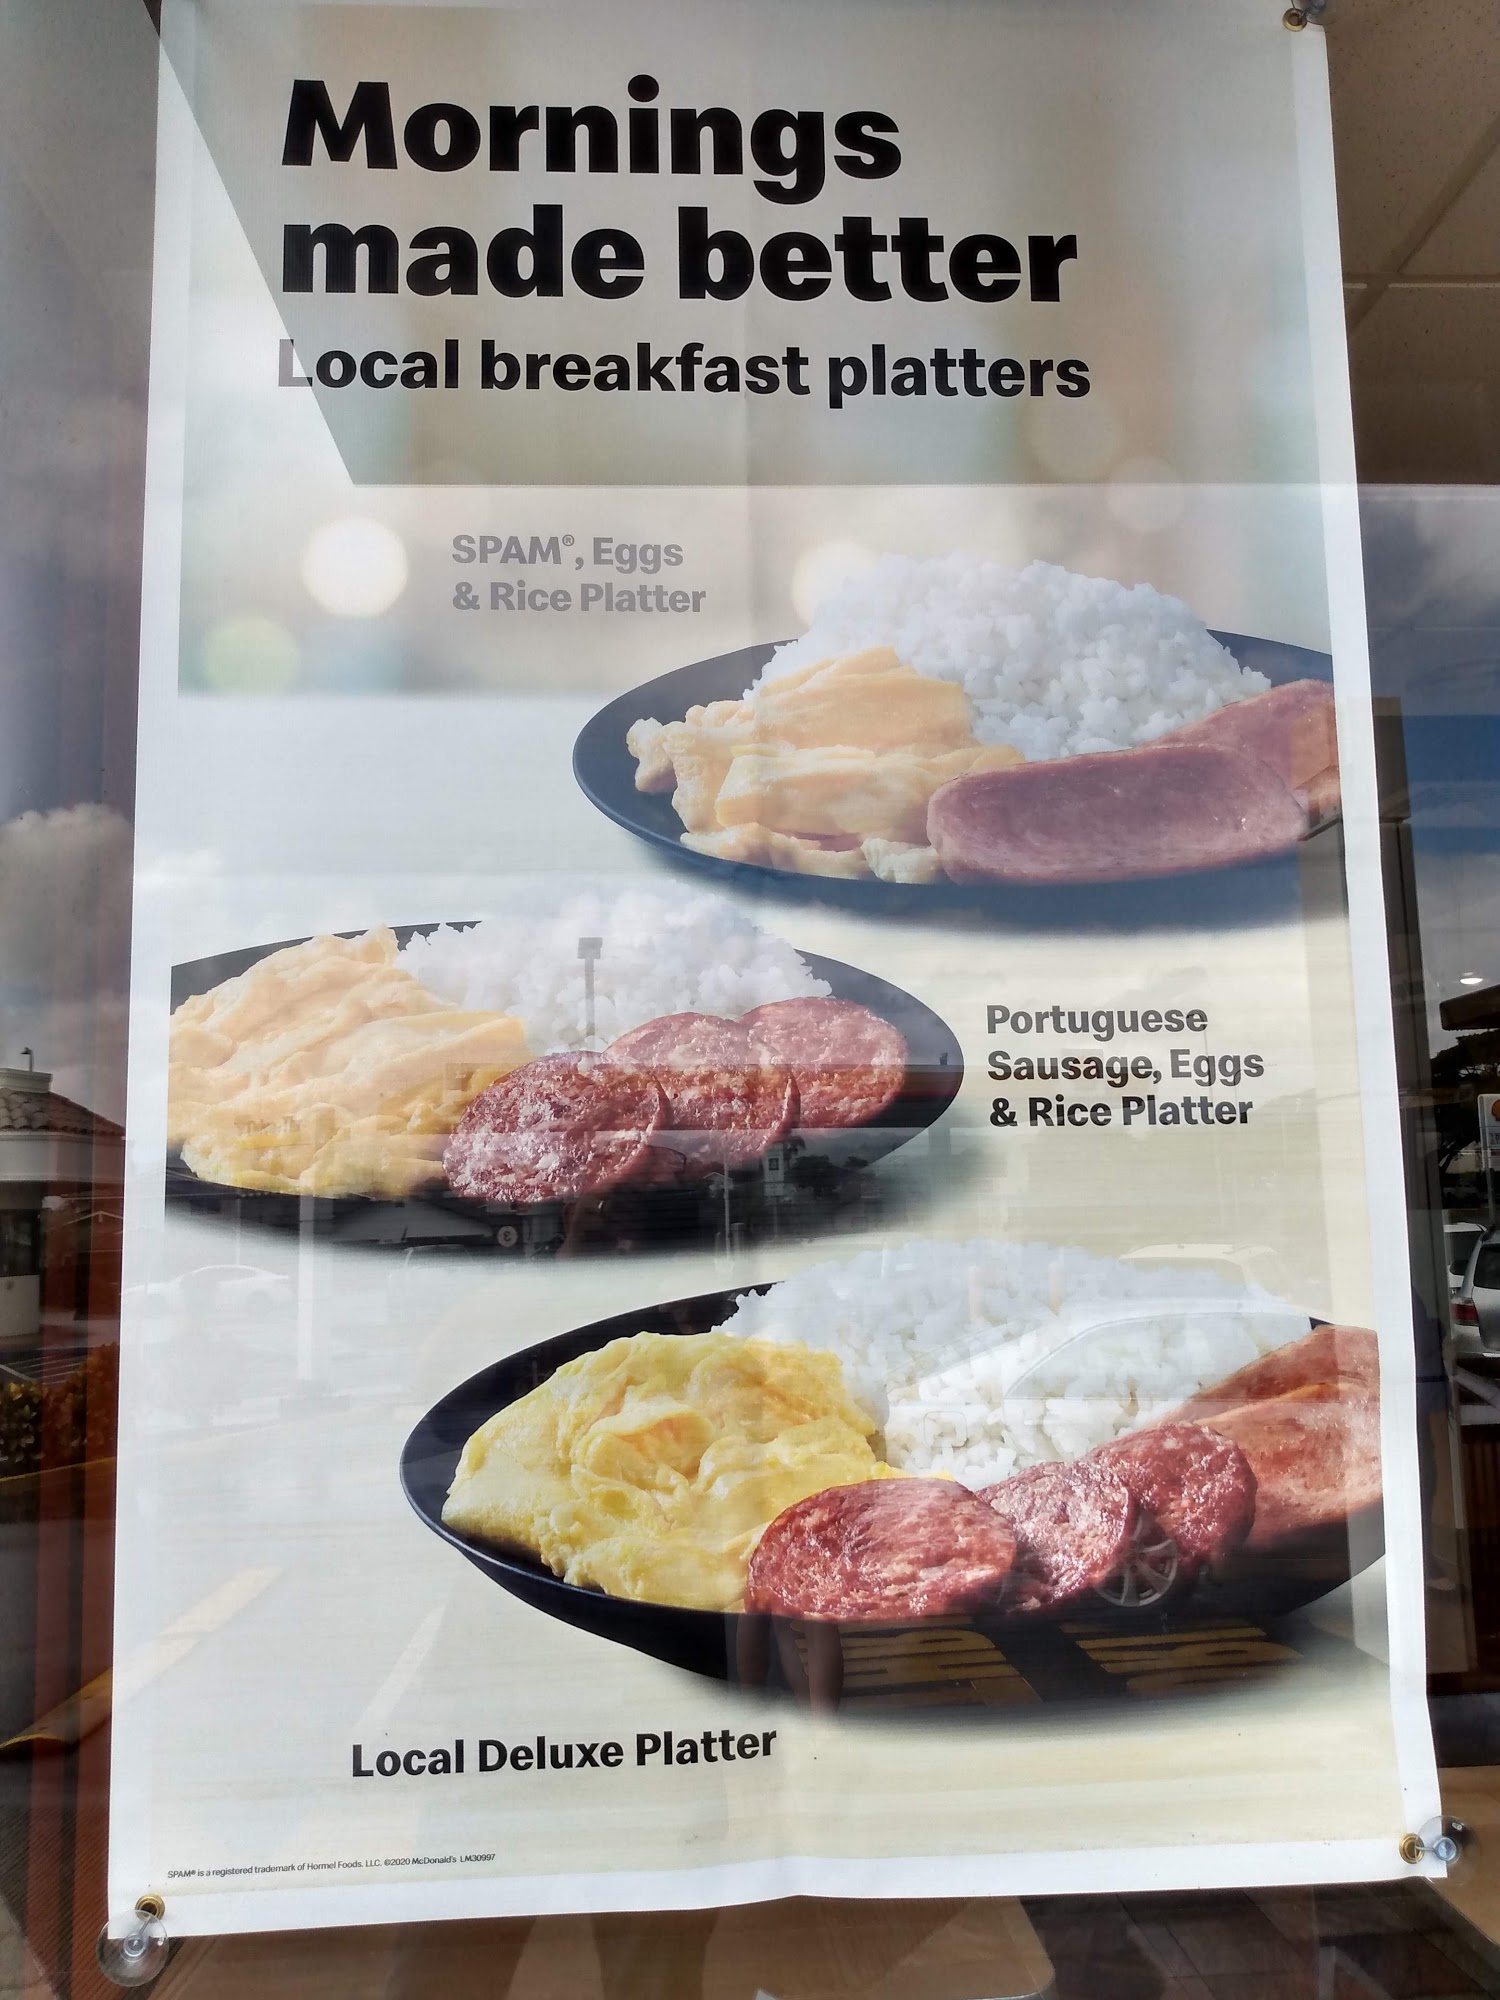 Mornings
made better
Local breakfast platters
SPAM®, Eggs
& Rice Platter
Portuguese
Sausage, Eggs
& Rice Platter
Local Deluxe Platter
SPAM® is a registered trademark of Hormel Foods. LLC. ©2020 McDonald's LM30997